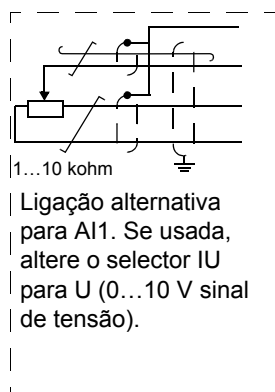 1…10 kohm
Ligação alternativa
para AI1. Se usada,
altere o selector IU
para U (0…10 V sinal
de tensão).